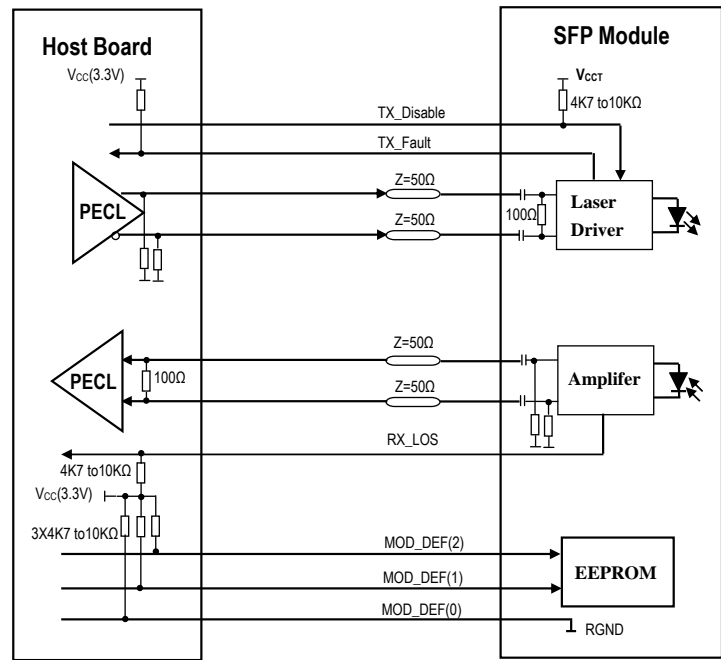 Host Board
SFP Module
VCC(3.3V)
VCCT
4K7 to10KΩ
TX_Disable
TX_Fault
PECL
Z=50Ω
Z=50Ω
100Ω
Laser
Driver
PECL
100Ω
Z=50Ω
Z=50Ω
Amplifer
RX_LOS
4K7 to10KΩ
VCC(3.3V)
3X4K7 to10KΩ
MOD_DEF(2)
MOD_DEF(1)
EEPROM
MOD_DEF(0)
RGND